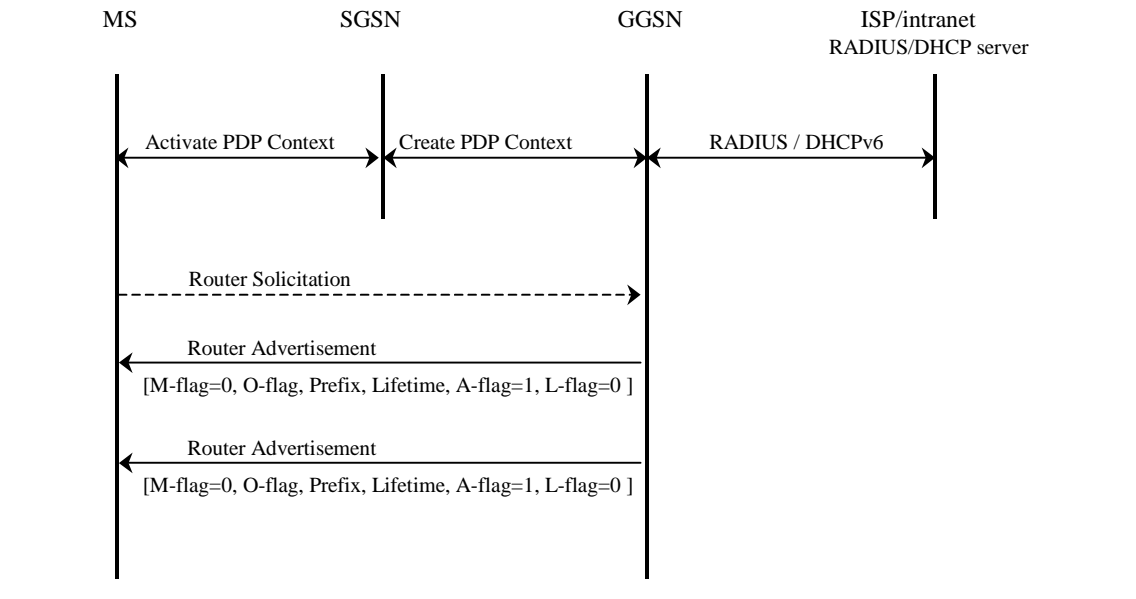 MS
SGSN
GGSN
ISP/intranet
RADIUS/DHCP server
Activate PDP Context
Create PDP Context
RADIUS / DHCPv6
Router Solicitation
Router Advertisement
[M-flag=0, O-flag, Prefix, Lifetime, A-flag=1, L-flag=0 ]
Router Advertisement
[M-flag=0, O-flag, Prefix, Lifetime, A-flag=1, L-flag=0 ]